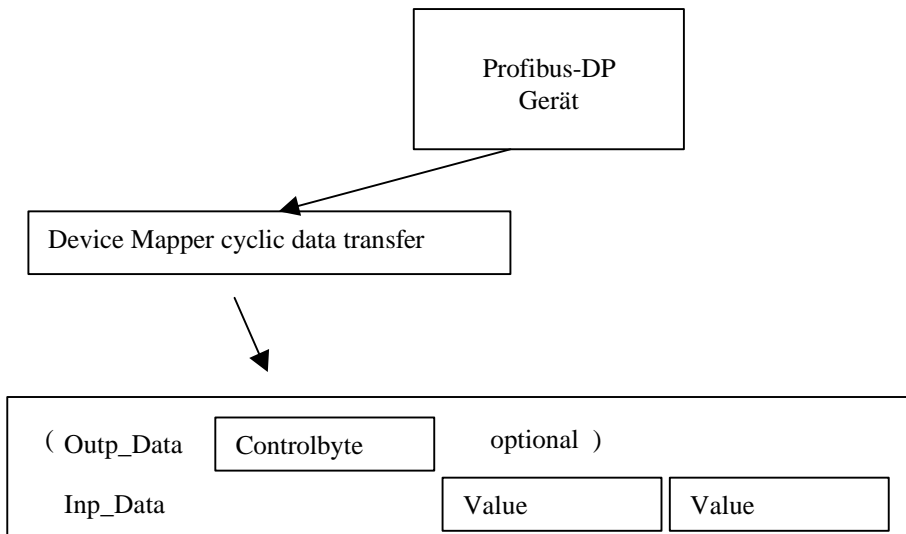 Profibus-DP
Gerät
Device Mapper cyclic data transfer
( Outp_Data Controlbyte optional )
Inp_Data Value Value